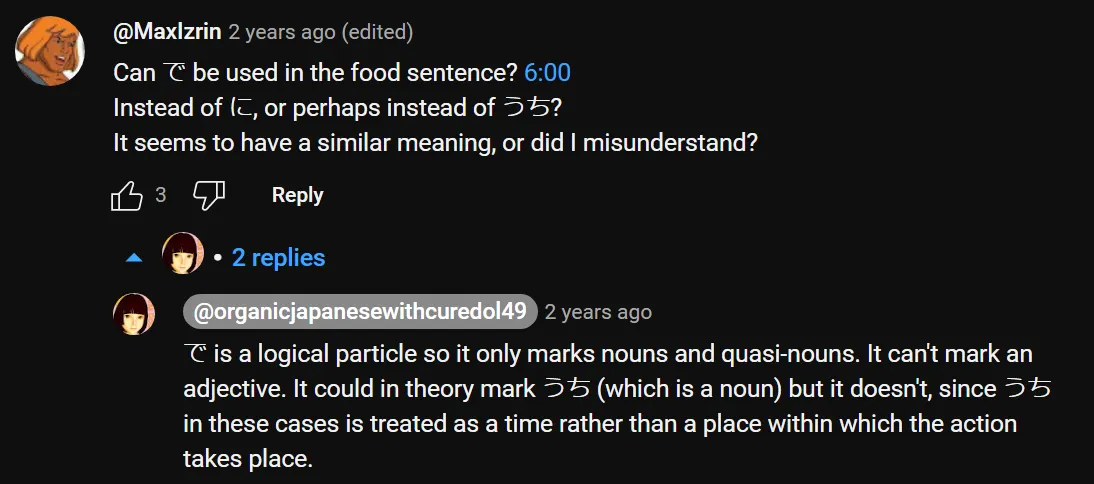 @MaxIzrin 2 years ago (edited)
Can で be used in the food sentence? 6:00
Instead of に, or perhaps instead of うち?
It seems to have a similar meaning, or did I misunderstand?
3 Reply
• 2 replies
@organicjapanesewithcuredol49 2 years ago
で is a logical particle so it only marks nouns and quasi-nouns. It can't mark an
adjective. It could in theory mark うち (which is a noun) but it doesn't, since うち
in these cases is treated as a time rather than a place within which the action
takes place.